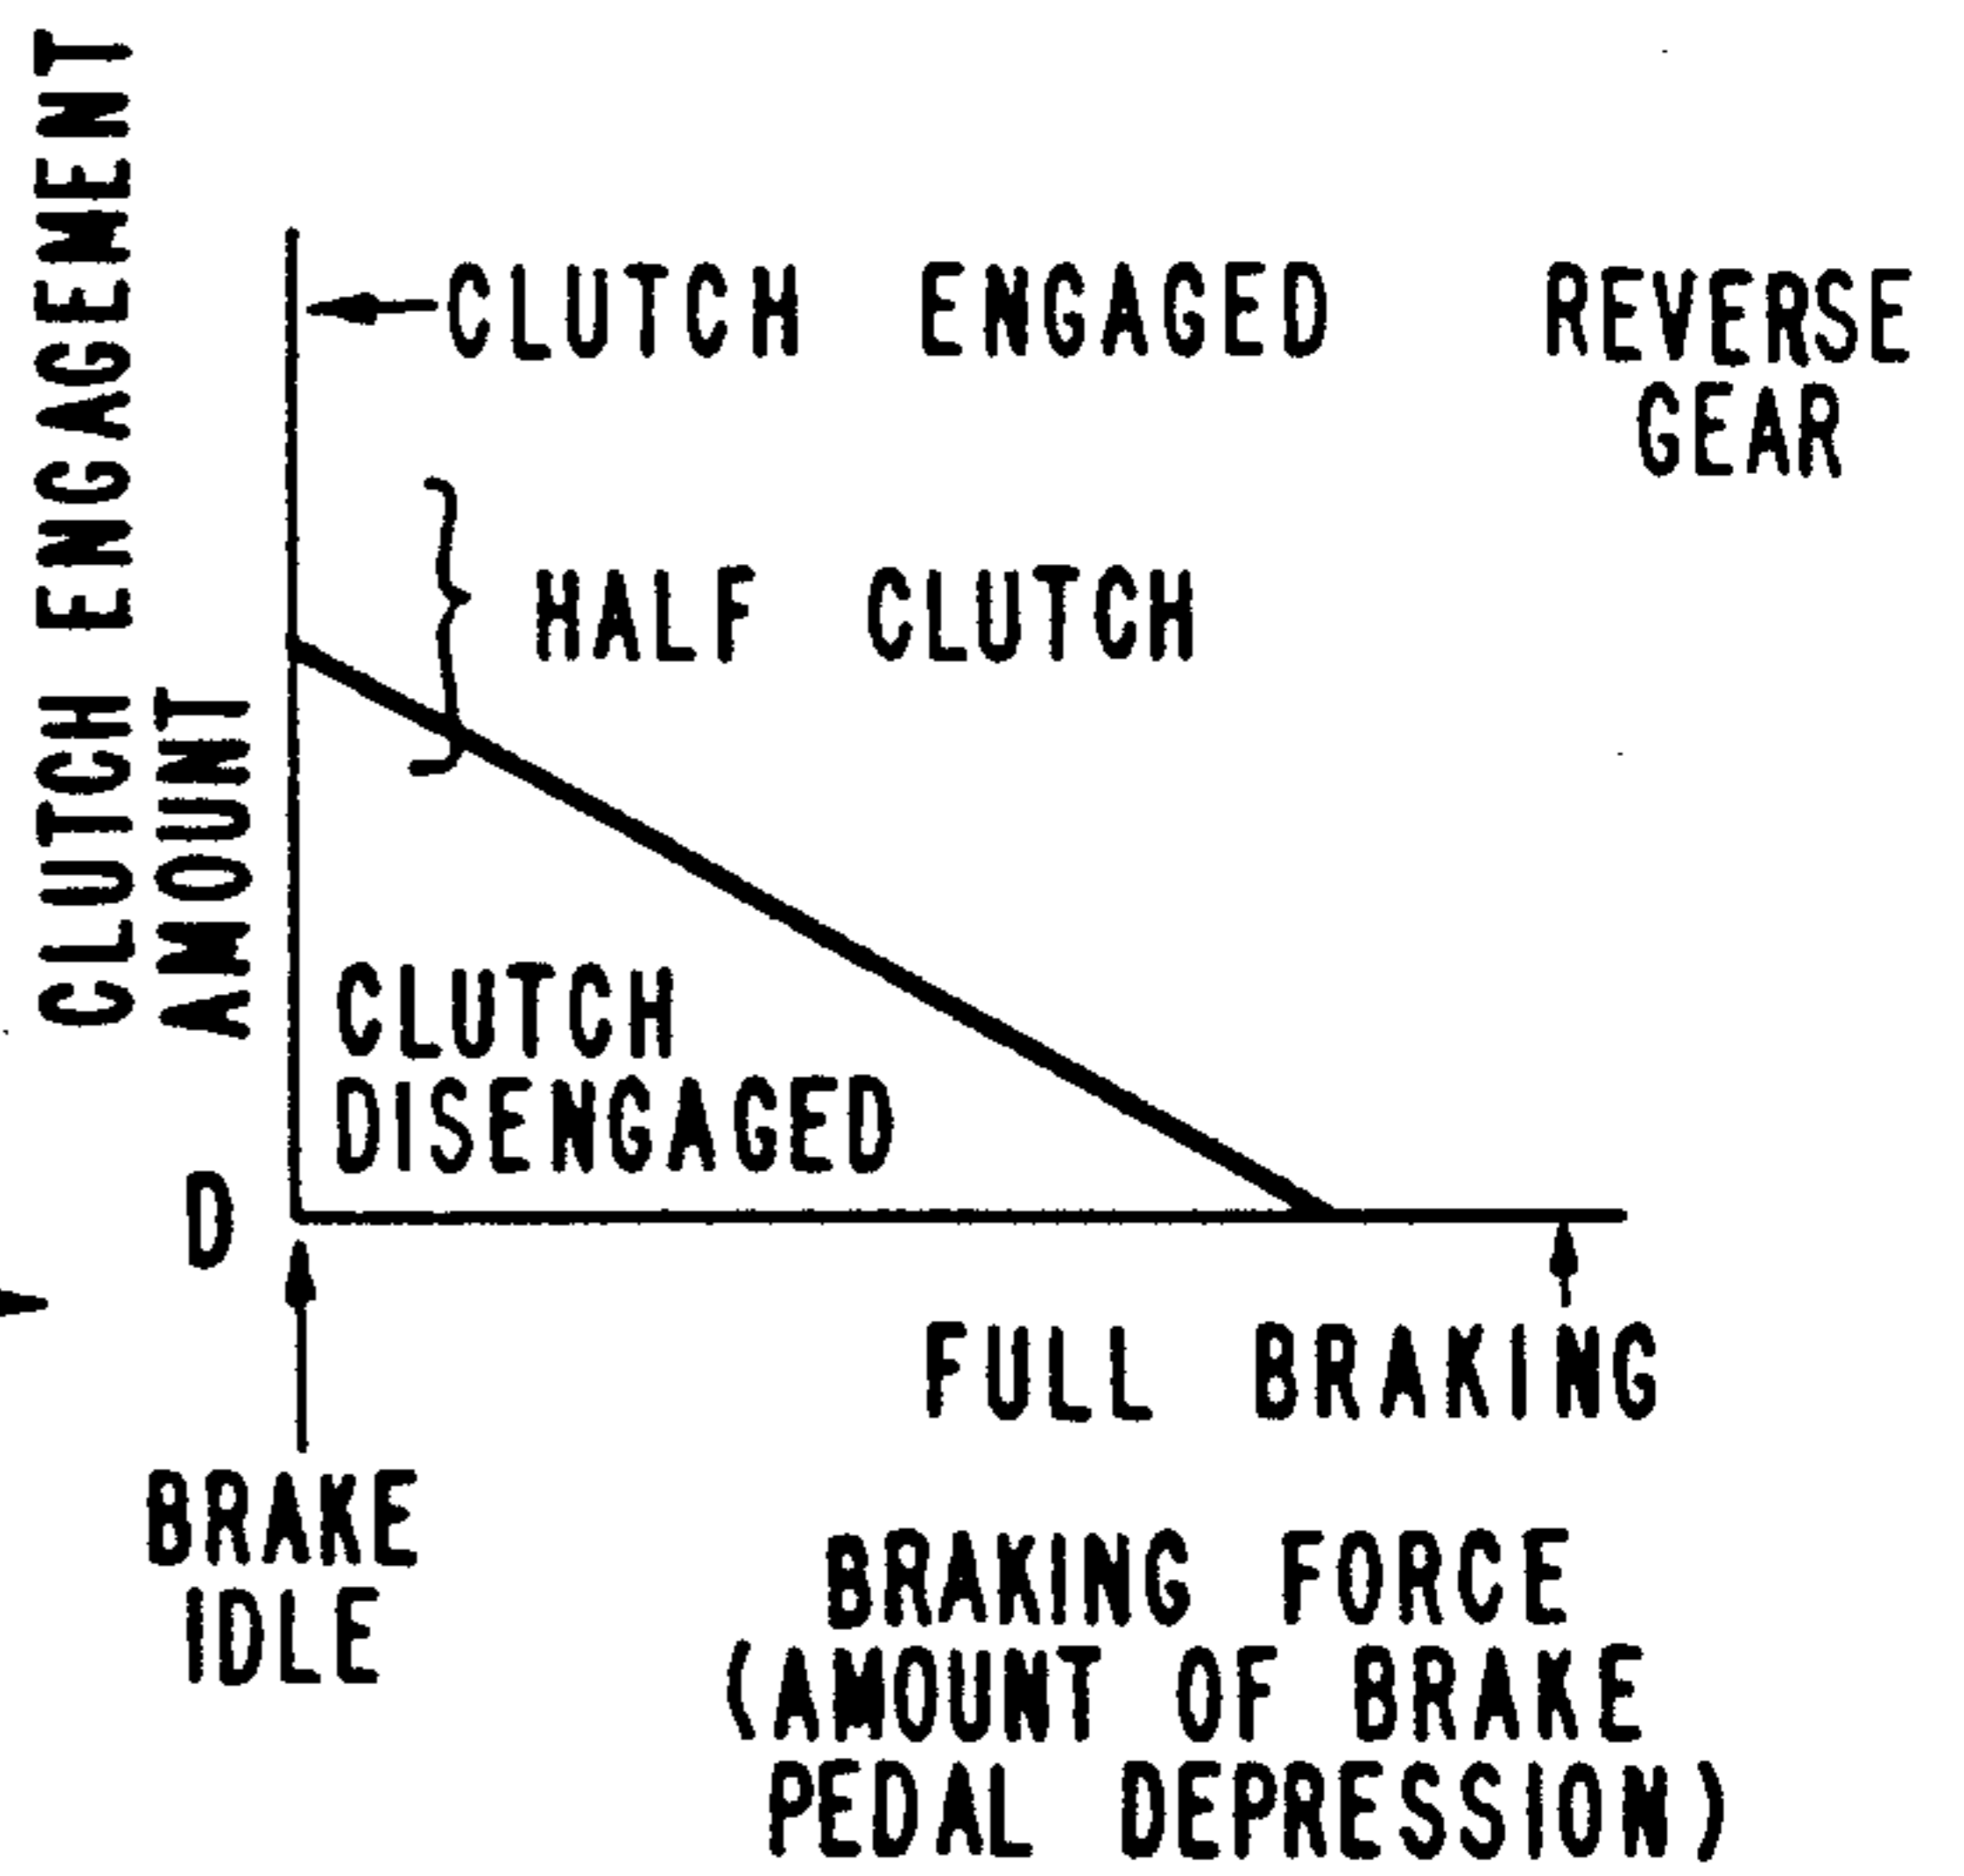 CLUTCH ENGAGEMENT
AMOUNT
CLUTCH ENGAGED
REVERSE
GEAR
HALF CLUTCH
CLUTCH
DISENGAGED
0
FULL BRAKING
BRAKE
IDLE
BRAKING FORCE
(AMOUNT OF BRAKE
PEDAL DEPRESSION)